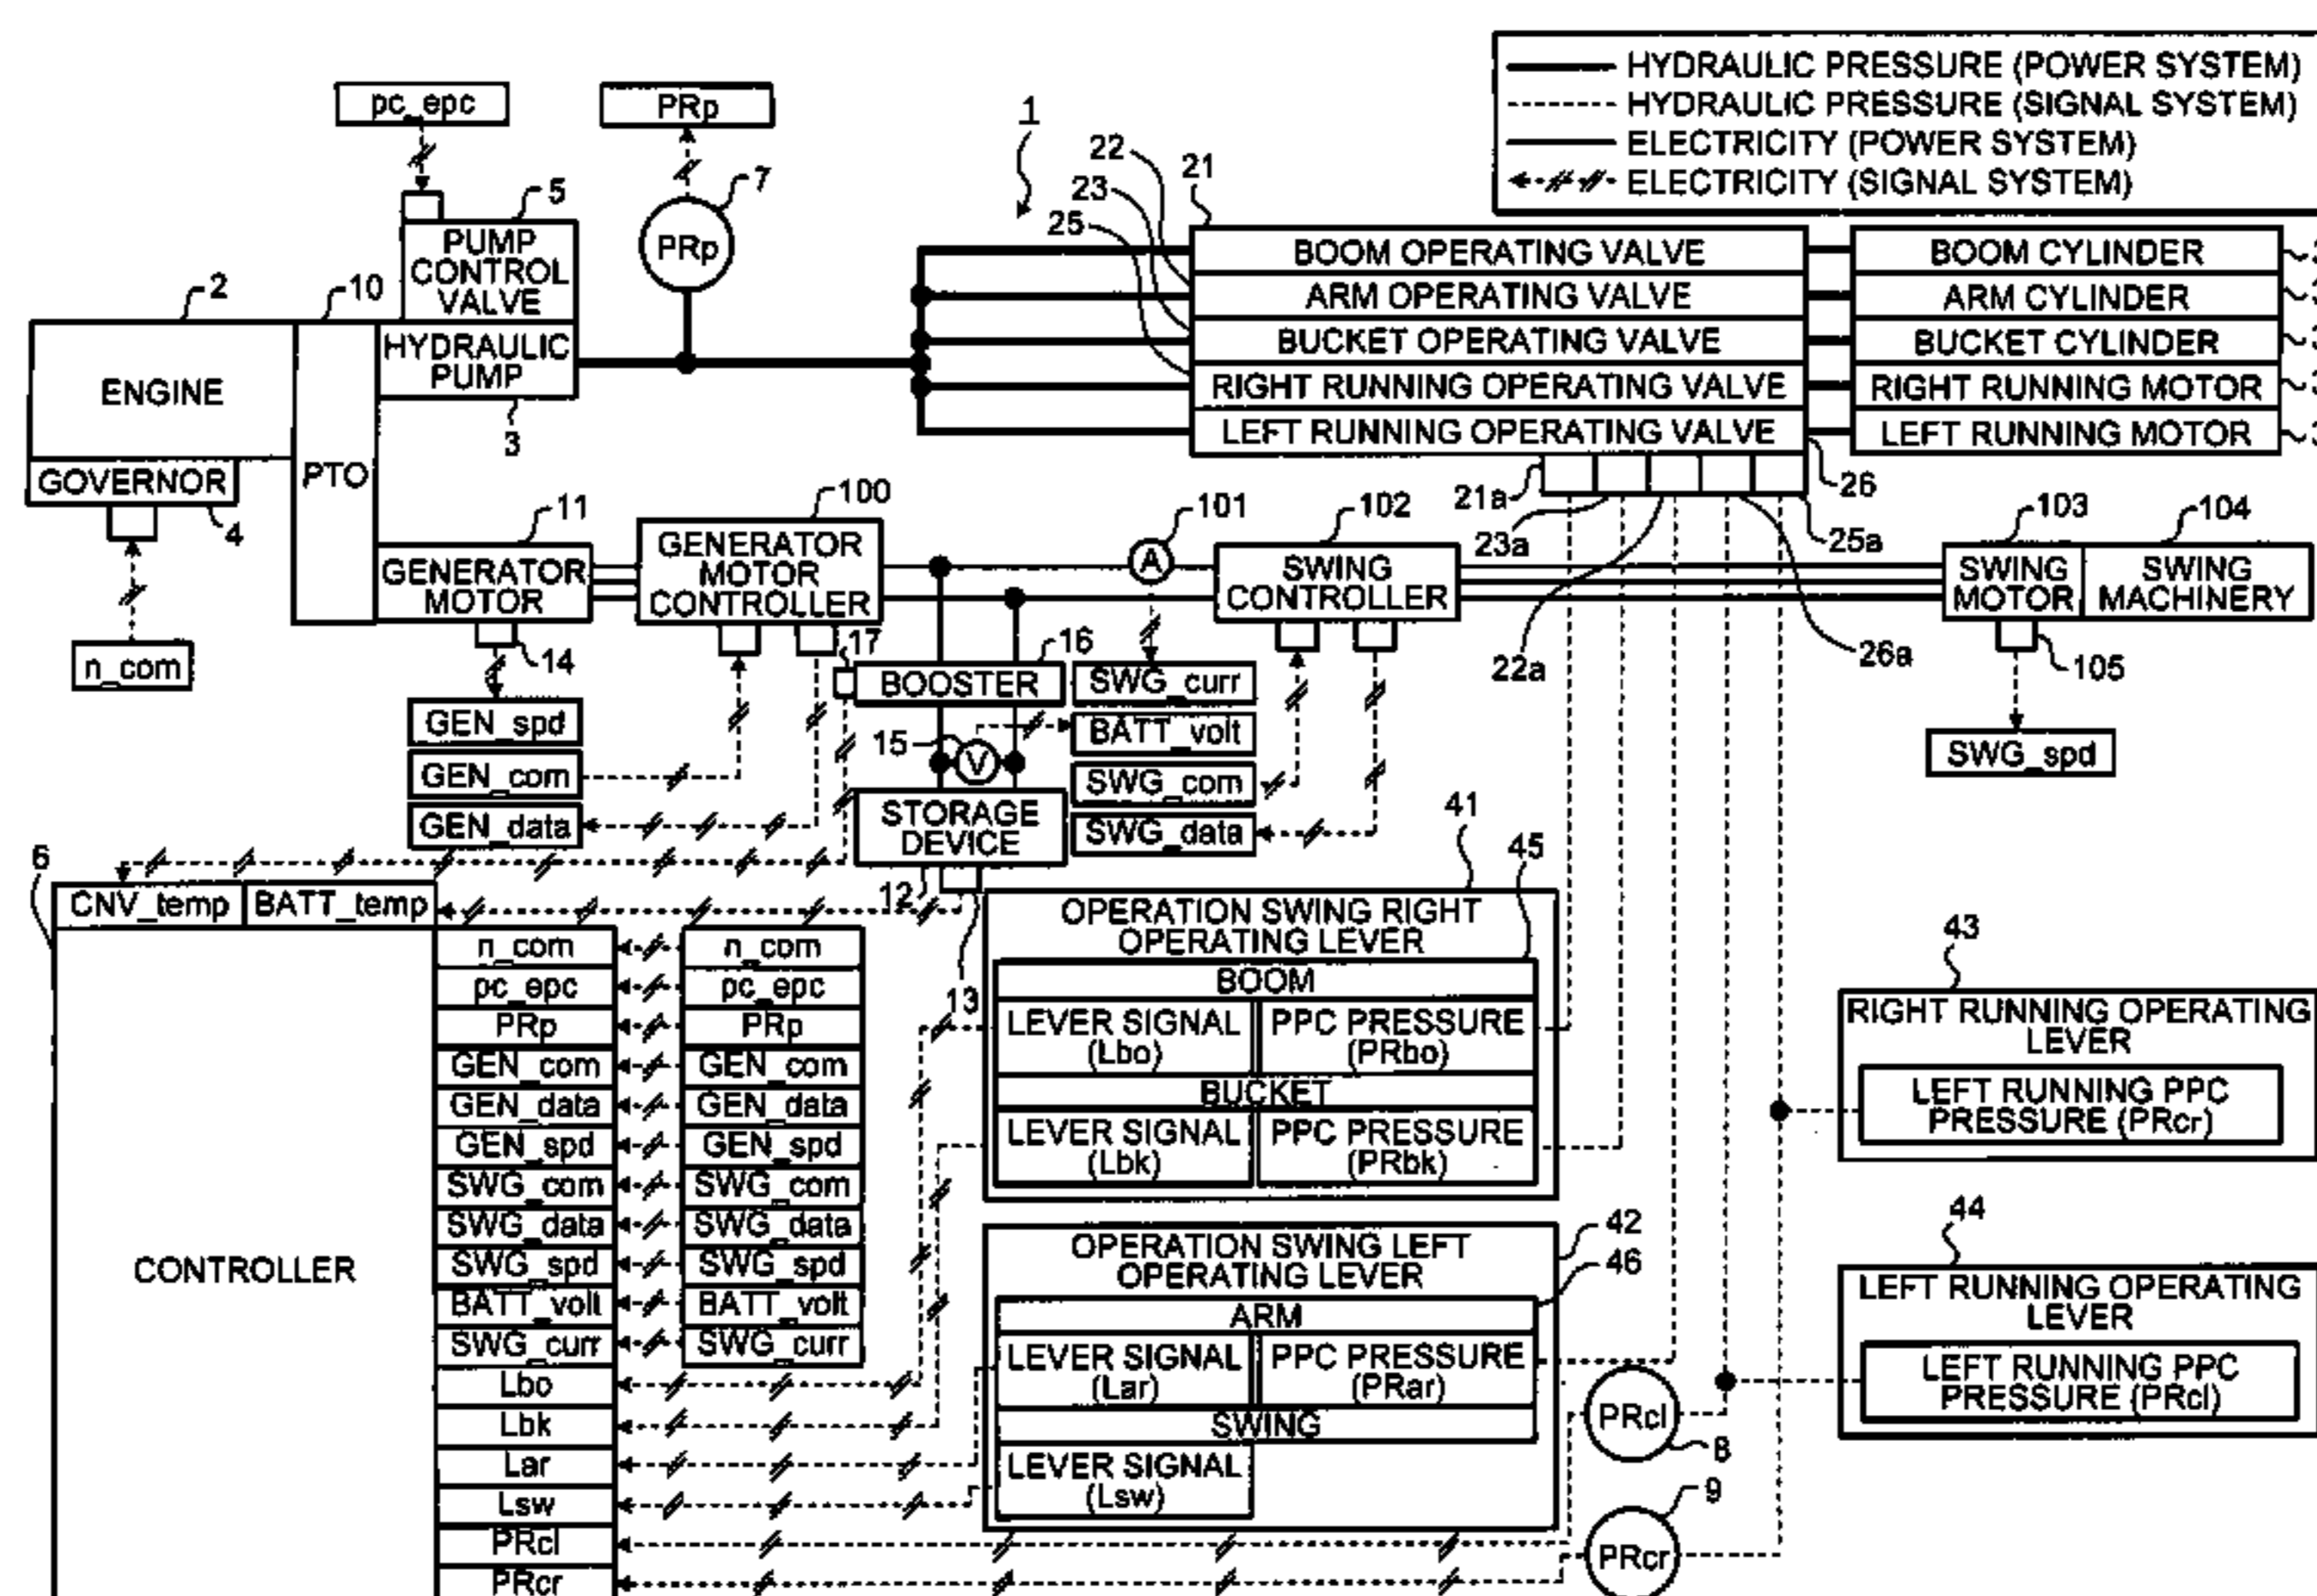 HYDRAULIC PRESSURE (POWER SYSTEM)
HYDRAULIC PRESSURE (SIGNAL SYSTEM)
ELECTRICITY (POWER SYSTEM)
ELECTRICITY (SIGNAL SYSTEM)
pc_epc
PRp
1
22
21
23
25
5
7
PUMP
CONTROL
VALVE
PRp
2
10
HYDRAULIC
PUMP
3
ENGINE
GOVERNOR
4
PTO
n_com
BOOM OPERATING VALVE
ARM OPERATING VALVE
BUCKET OPERATING VALVE
RIGHT RUNNING OPERATING VALVE
LEFT RUNNING OPERATING VALVE
BOOM CYLINDER
ARM CYLINDER
BUCKET CYLINDER
RIGHT RUNNING MOTOR
LEFT RUNNING MOTOR
21a
26
23a
25a
22a
26a
11
100
101
102
103
104
GENERATOR
MOTOR
GENERATOR
MOTOR
CONTROLLER
A
SWING
CONTROLLER
SWING
MOTOR
SWING
MACHINERY
14
17
16
105
BOOSTER
SWG_curr
GEN_spd
BATT_volt
15
V
SWG_spd
GEN_com
SWG_com
GEN_data
STORAGE
DEVICE
SWG_data
12
13
6
CNV_temp
BATT_temp
CONTROLLER
n_com
n_com
pc_epc
pc_epc
PRp
PRp
GEN_com
GEN_com
GEN_data
GEN_data
GEN_spd
GEN_spd
SWG_com
SWG_com
SWG_data
SWG_data
SWG_spd
SWG_spd
BATT_volt
BATT_volt
SWG_curr
SWG_curr
Lbo
Lbk
Lar
Lsw
PRcl
PRcr
41
45
OPERATION SWING RIGHT
OPERATING LEVER
BOOM
LEVER SIGNAL
(Lbo)
PPC PRESSURE
(PRbo)
BUCKET
LEVER SIGNAL
(Lbk)
PPC PRESSURE
(PRbk)
42
46
OPERATION SWING LEFT
OPERATING LEVER
ARM
LEVER SIGNAL
(Lar)
PPC PRESSURE
(PRar)
SWING
LEVER SIGNAL
(Lsw)
PRcl
8
9
PRcr
43
RIGHT RUNNING OPERATING
LEVER
LEFT RUNNING PPC
PRESSURE (PRcr)
44
LEFT RUNNING OPERATING
LEVER
LEFT RUNNING PPC
PRESSURE (PRcl)